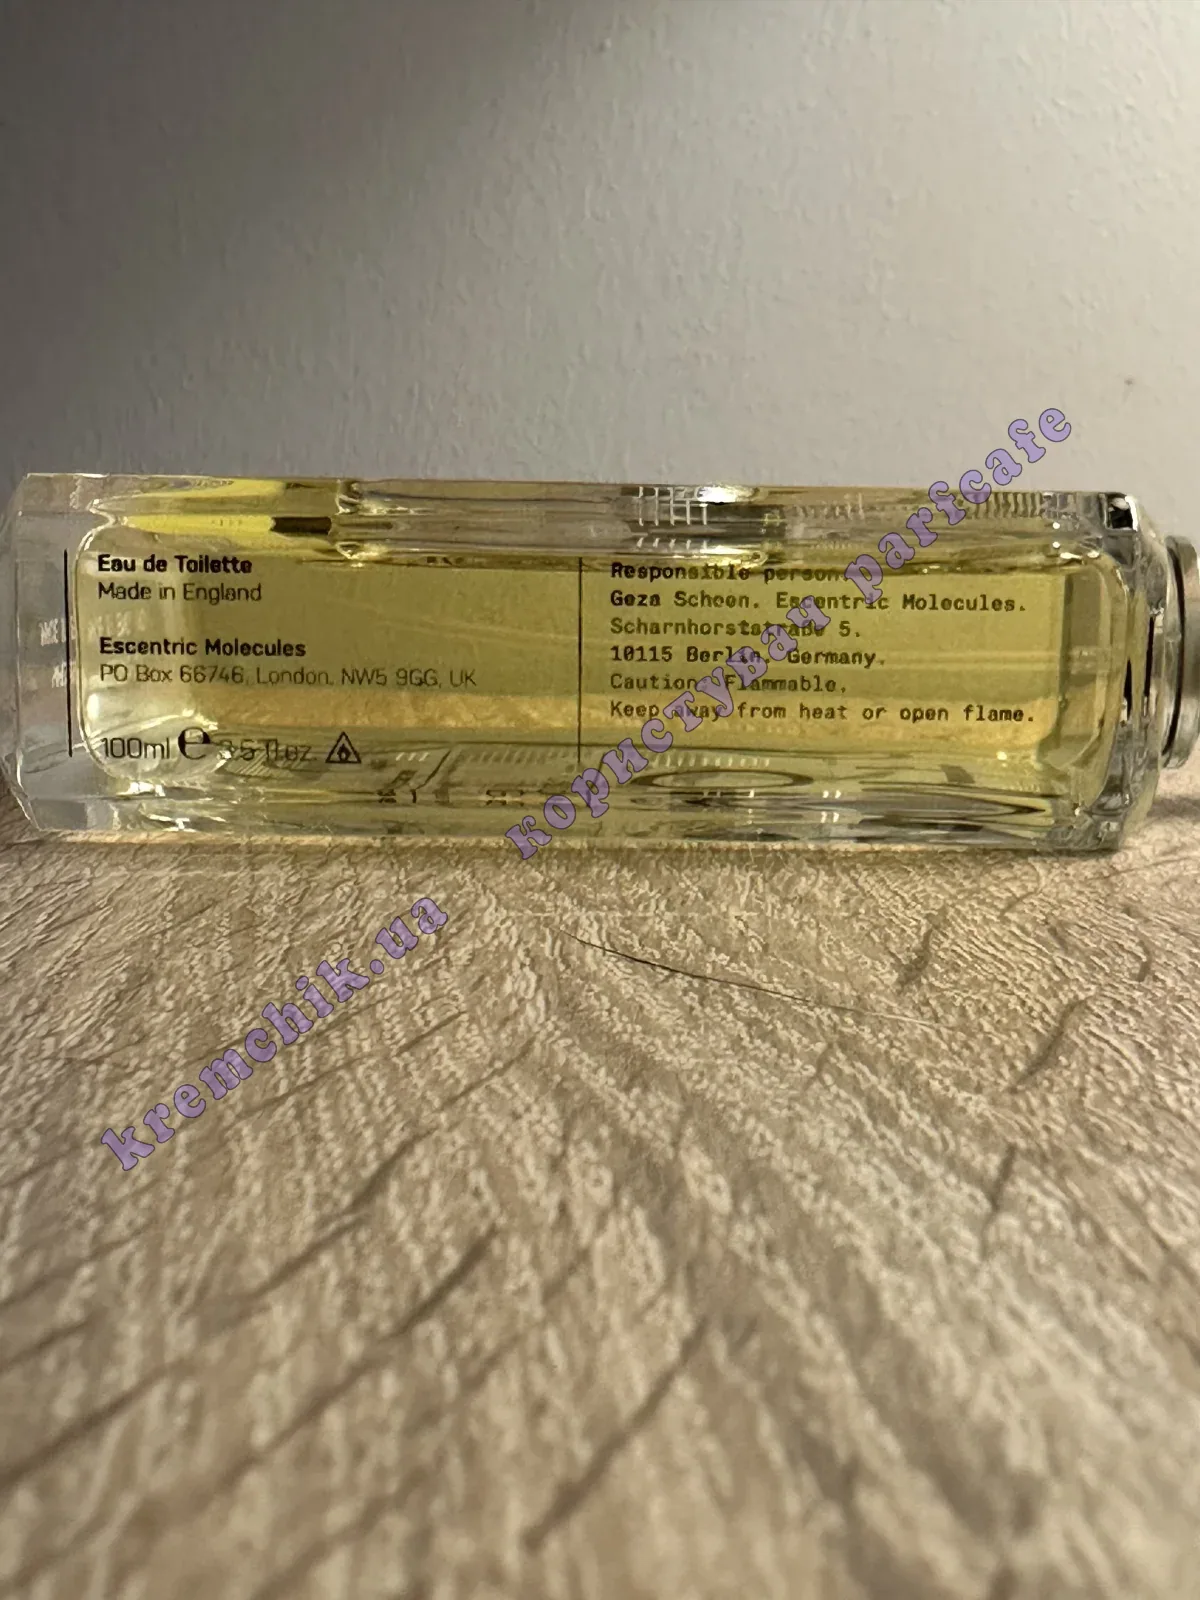 Eau de Toilette
Made in England
Escentric Molecules
PO Box 66746, London. NW5 9GG, UK
100ml ℮ 3.5 fl oz.
Responsible person
Geza Schoen. Escentric Molecules.
Scharnhorststraße 5.
10115 Berlin. Germany.
Caution. Flammable.
Keep away from heat or open flame.
користувач parfcafe
kremchik.ua